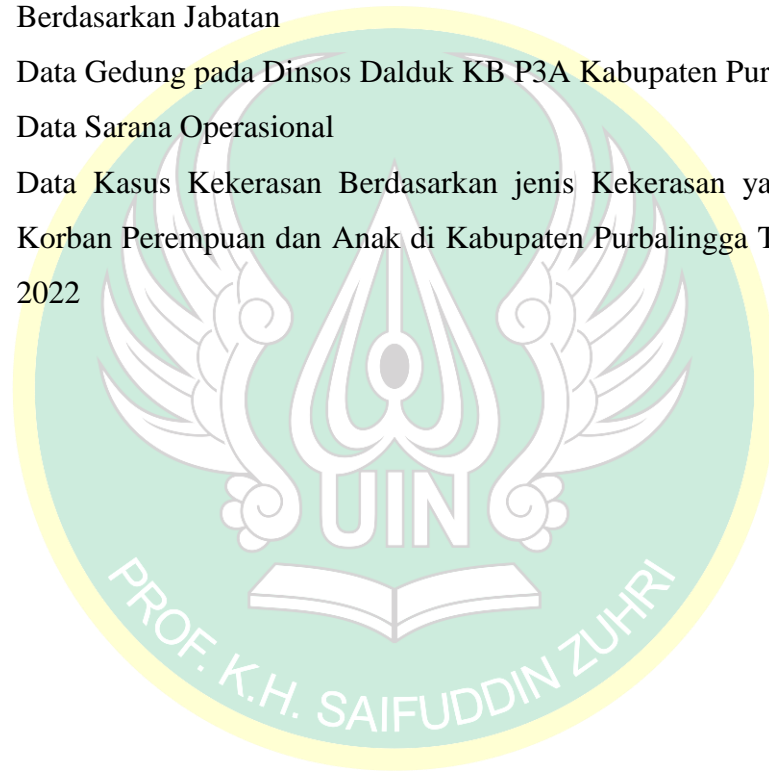 Berdasarkan Jabatan
Data Gedung pada Dinsos Dalduk KB P3A Kabupaten Pur
Data Sarana Operasional
Data Kasus Kekerasan Berdasarkan jenis Kekerasan ya
Korban Perempuan dan Anak di Kabupaten Purbalingga T
2022
UIN
PROF. K.H. SAIFUDDIN ZUHRI